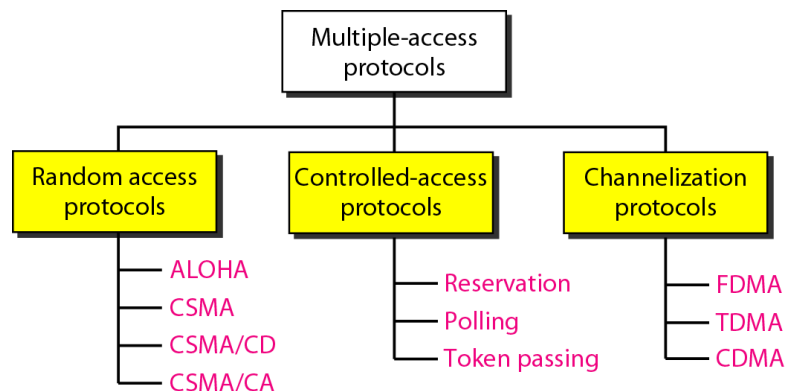 Multiple-access
protocols
Random access
protocols
Controlled-access
protocols
Channelization
protocols
ALOHA
CSMA
CSMA/CD
CSMA/CA
Reservation
Polling
Token passing
FDMA
TDMA
CDMA